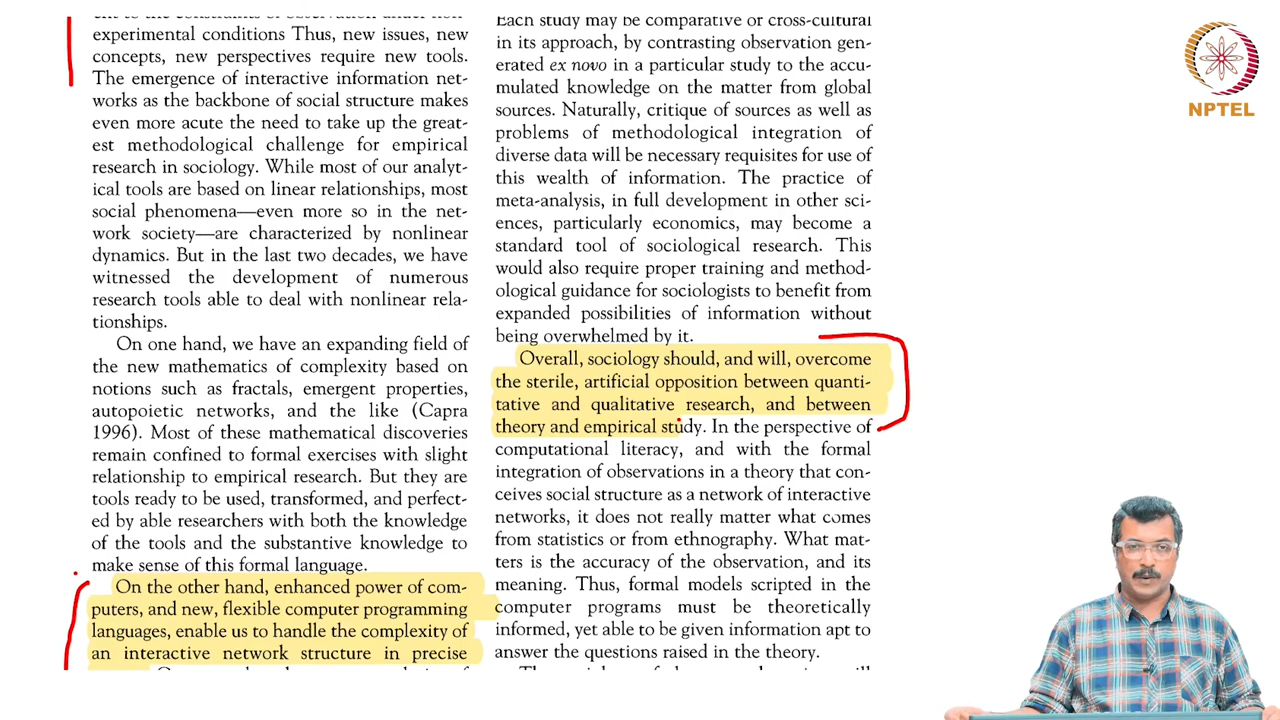 experimental conditions Thus, new issues, new
concepts, new perspectives require new tools.
The emergence of interactive information net-
works as the backbone of social structure makes
even more acute the need to take up the great-
est methodological challenge for empirical
research in sociology. While most of our analyt-
ical tools are based on linear relationships, most
social phenomena—even more so in the net-
work society—are characterized by nonlinear
dynamics. But in the last two decades, we have
witnessed the development of numerous
research tools able to deal with nonlinear rela-
tionships.
On one hand, we have an expanding field of
the new mathematics of complexity based on
notions such as fractals, emergent properties,
autopoietic networks, and the like (Capra
1996). Most of these mathematical discoveries
remain confined to formal exercises with slight
relationship to empirical research. But they are
tools ready to be used, transformed, and perfect-
ed by able researchers with both the knowledge
of the tools and the substantive knowledge to
make sense of this formal language.
On the other hand, enhanced power of com-
puters, and new, flexible computer programming
languages, enable us to handle the complexity of
an interactive network structure in precise
Each study may be comparative or cross-cultural
in its approach, by contrasting observation gen-
erated ex novo in a particular study to the accu-
mulated knowledge on the matter from global
sources. Naturally, critique of sources as well as
problems of methodological integration of
diverse data will be necessary requisites for use of
this wealth of information. The practice of
meta-analysis, in full development in other sci-
ences, particularly economics, may become a
standard tool of sociological research. This
would also require proper training and method-
ological guidance for sociologists to benefit from
expanded possibilities of information without
being overwhelmed by it.
Overall, sociology should, and will, overcome
the sterile, artificial opposition between quanti-
tative and qualitative research, and between
theory and empirical study. In the perspective of
computational literacy, and with the formal
integration of observations in a theory that con-
ceives social structure as a network of interactive
networks, it does not really matter what comes
from statistics or from ethnography. What mat-
ters is the accuracy of the observation, and its
meaning. Thus, formal models scripted in the
computer programs must be theoretically
informed, yet able to be given information apt to
answer the questions raised in the theory.
NPTEL